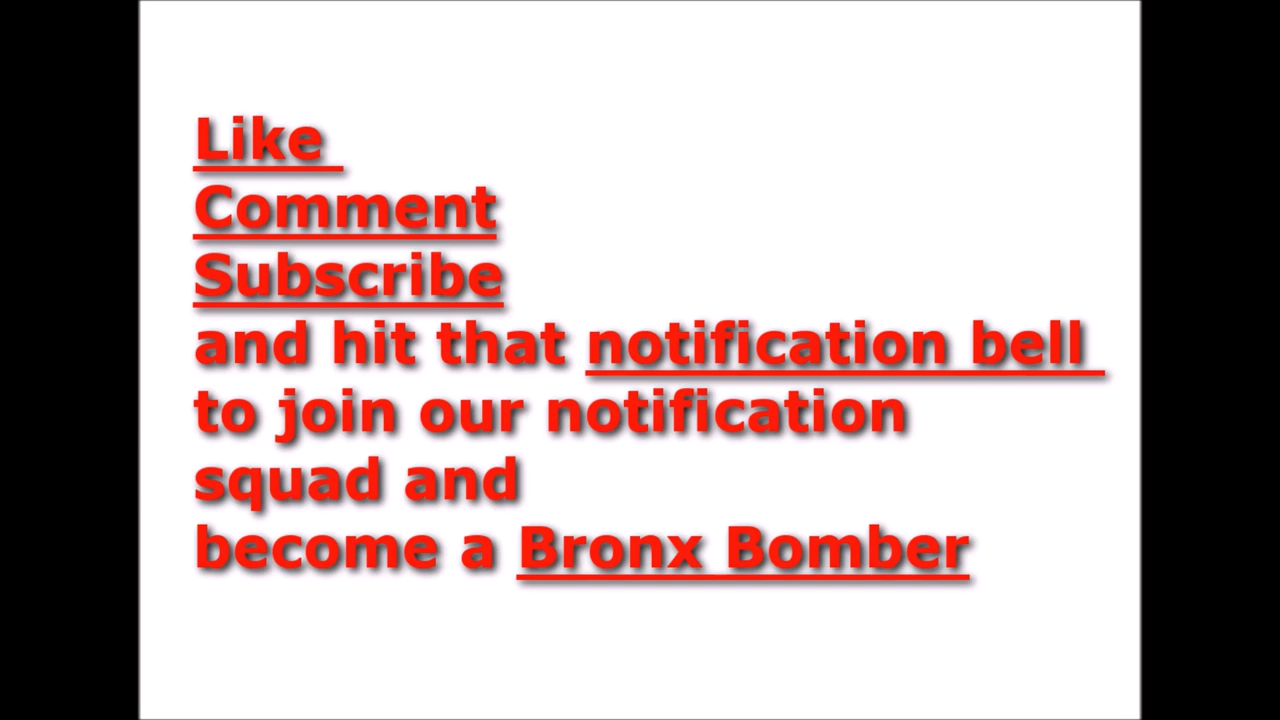 Like
Comment
Subscribe
and hit that notification bell
to join our notification
squad and
become a Bronx Bomber